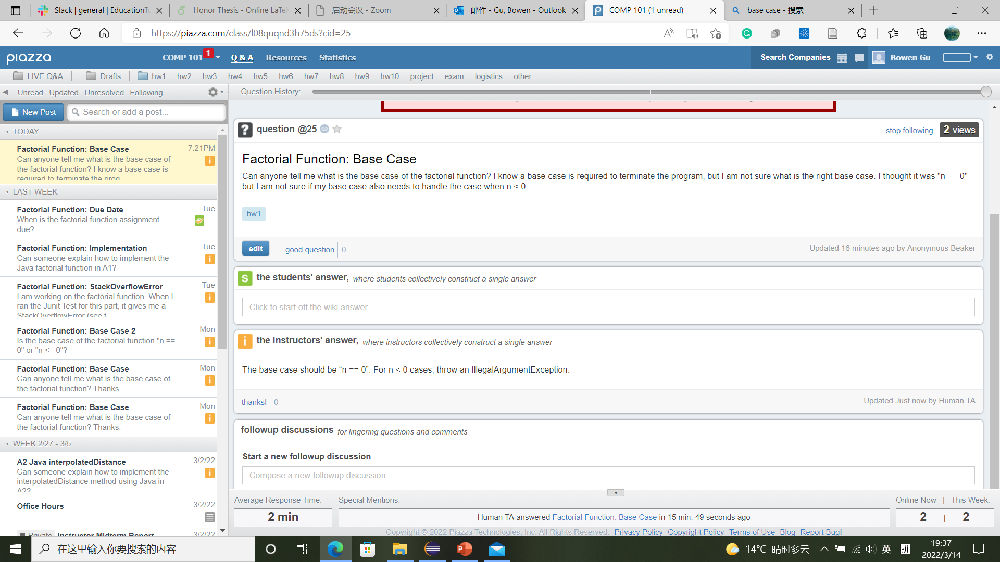 Slack | general | EducationTo
Honor Thesis - Online LaTeX
启动会议 - Zoom
邮件 - Gu, Bowen - Outlook
COMP 101 (1 unread)
base case - 搜索
https://piazza.com/class/l08quqnd3h75ds?cid=25
piazza
COMP 101 1
Q & A
Resources
Statistics
Search Companies
Bowen Gu
LIVE Q&A
Drafts
hw1 hw2 hw3 hw4 hw5 hw6 hw7 hw8 hw9 hw10 project exam logistics other
Unread Updated Unresolved Following
Question History:
New Post
Search or add a post...
TODAY
Factorial Function: Base Case 7:21PM
Can anyone tell me what is the base case of
the factorial function? I know a base case is
required to terminate the prog
LAST WEEK
Factorial Function: Due Date Tue
When is the factorial function assignment
due?
Factorial Function: Implementation Tue
Can someone explain how to implement the
Java factorial function in A1?
Factorial Function: StackOverflowError Tue
I am working on the factorial function. When I
ran the Junit Test for this part, it gives me a
StackOverflowError (see t
Factorial Function: Base Case 2 Mon
Is the base case of the factorial function "n ==
0" or "n <= 0"?
Factorial Function: Base Case Mon
Can anyone tell me what is the base case of
the factorial function? Thanks.
Factorial Function: Base Case Mon
Can anyone tell me what is the base case of
the factorial function? Thanks.
WEEK 2/27 - 3/5
A2 Java interpolatedDistance 3/2/22
Can someone explain how to implement the
interpolatedDistance method using Java in
A2?
Office Hours 3/2/22
Private Instructor Midterm Report 3/2/22
question @25
stop following
2 views
Factorial Function: Base Case
Can anyone tell me what is the base case of the factorial function? I know a base case is required to terminate the program, but I am not sure what is the right base case. I thought it was "n == 0"
but I am not sure if my base case also needs to handle the case when n < 0.
hw1
edit · good question 0
Updated 16 minutes ago by Anonymous Beaker
S the students' answer, where students collectively construct a single answer
Click to start off the wiki answer
i the instructors' answer, where instructors collectively construct a single answer
The base case should be “n == 0”. For n < 0 cases, throw an IllegalArgumentException.
thanks! 0
Updated Just now by Human TA
followup discussions for lingering questions and comments
Start a new followup discussion
Compose a new followup discussion
Average Response Time:
2 min
Special Mentions:
Human TA answered Factorial Function: Base Case in 15 min. 49 seconds ago
Online Now | This Week:
2 | 2
Copyright © 2022 Piazza Technologies, Inc. All Rights Reserved. Privacy Policy Copyright Policy Terms of Use Blog Report Bug!
在这里输入你要搜索的内容
14°C 晴时多云
英
拼
19:37
2022/3/14